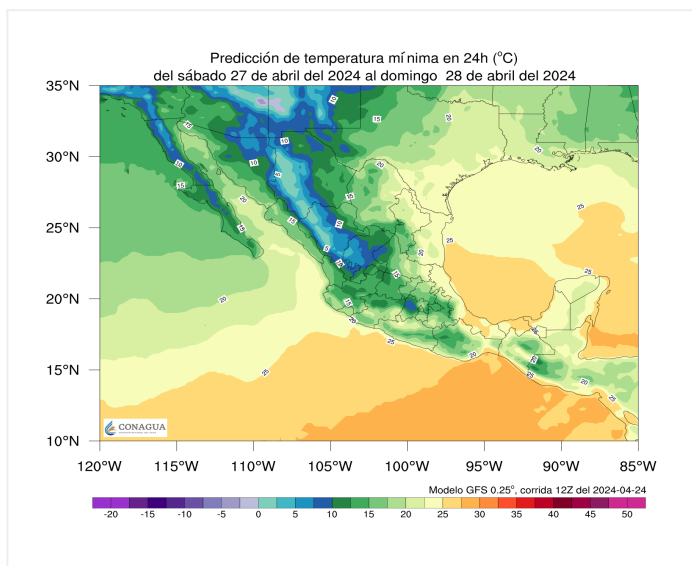 Predicción de temperatura mínima en 24h (°C)
del sábado 27 de abril del 2024 al domingo 28 de abril del 2024
35°N
30°N
25°N
20°N
15°N
10°N
120°W 115°W 110°W 105°W 100°W 95°W 90°W 85°W
CONAGUA
Modelo GFS 0.25°, corrida 12Z del 2024-04-24
-20 -15 -10 -5 0 5 10 15 20 25 30 35 40 45 50